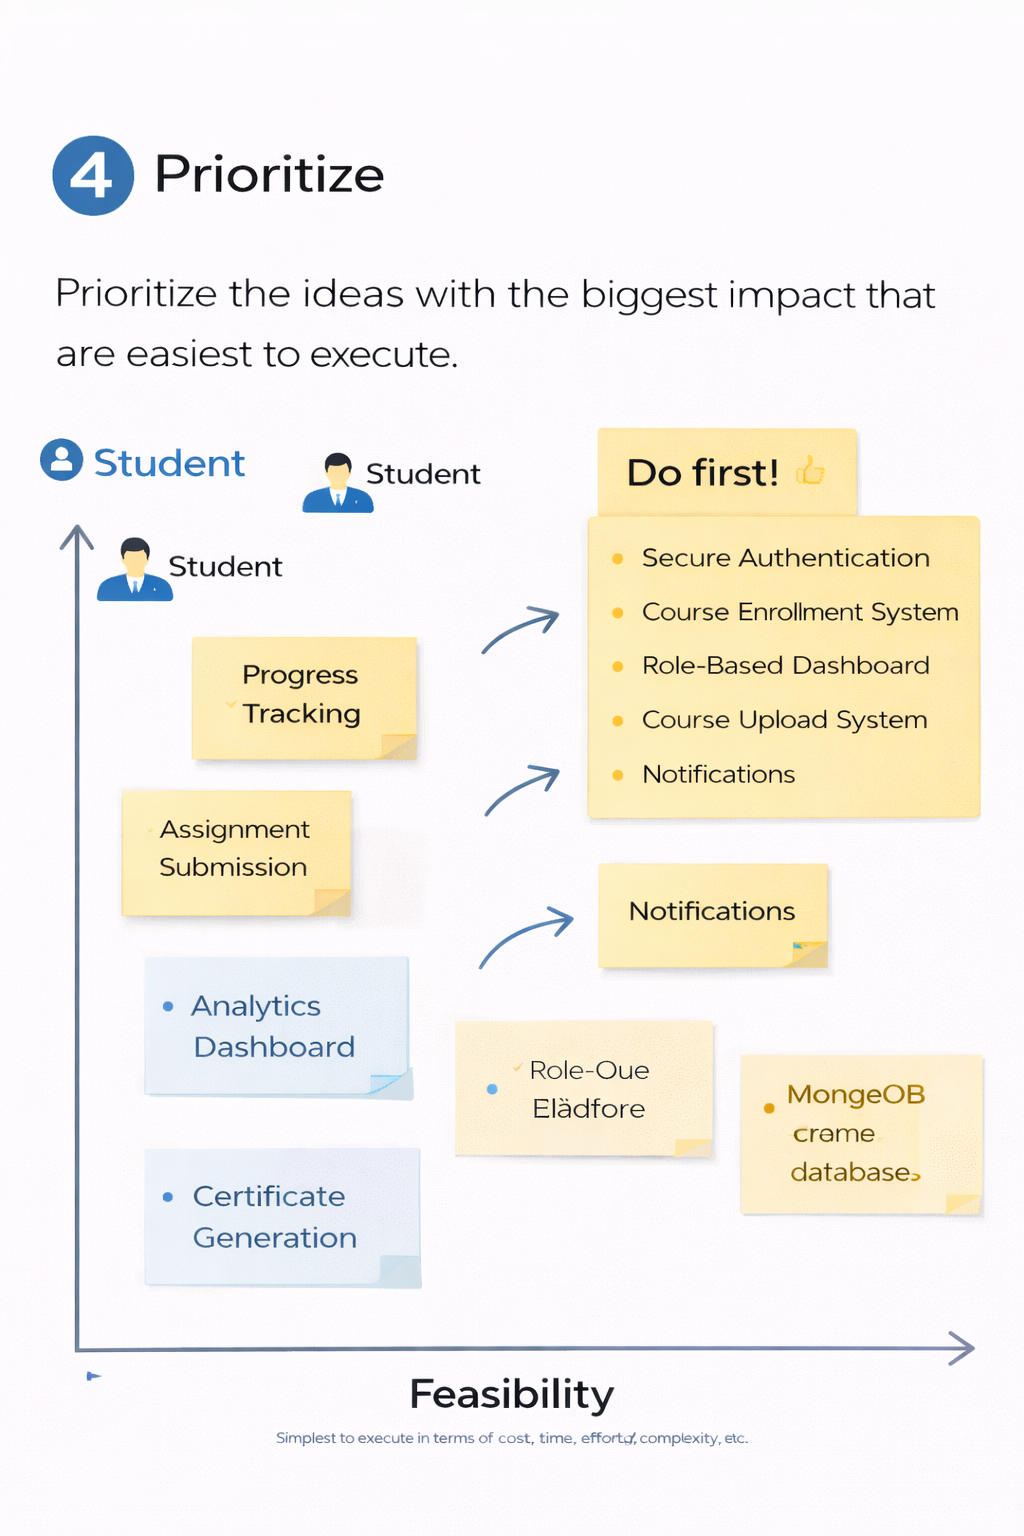 4 Prioritize
Prioritize the ideas with the biggest impact that
are easiest to execute.
Student
Student
Student
Do first!
Secure Authentication
Course Enrollment System
Role-Based Dashboard
Course Upload System
Notifications
Progress
Tracking
Assignment
Submission
Notifications
Analytics
Dashboard
Role-Oue
Elädfore
MongeOB
creme
databases
Certificate
Generation
Feasibility
Simplest to execute in terms of cost, time, effort, complexity, etc.